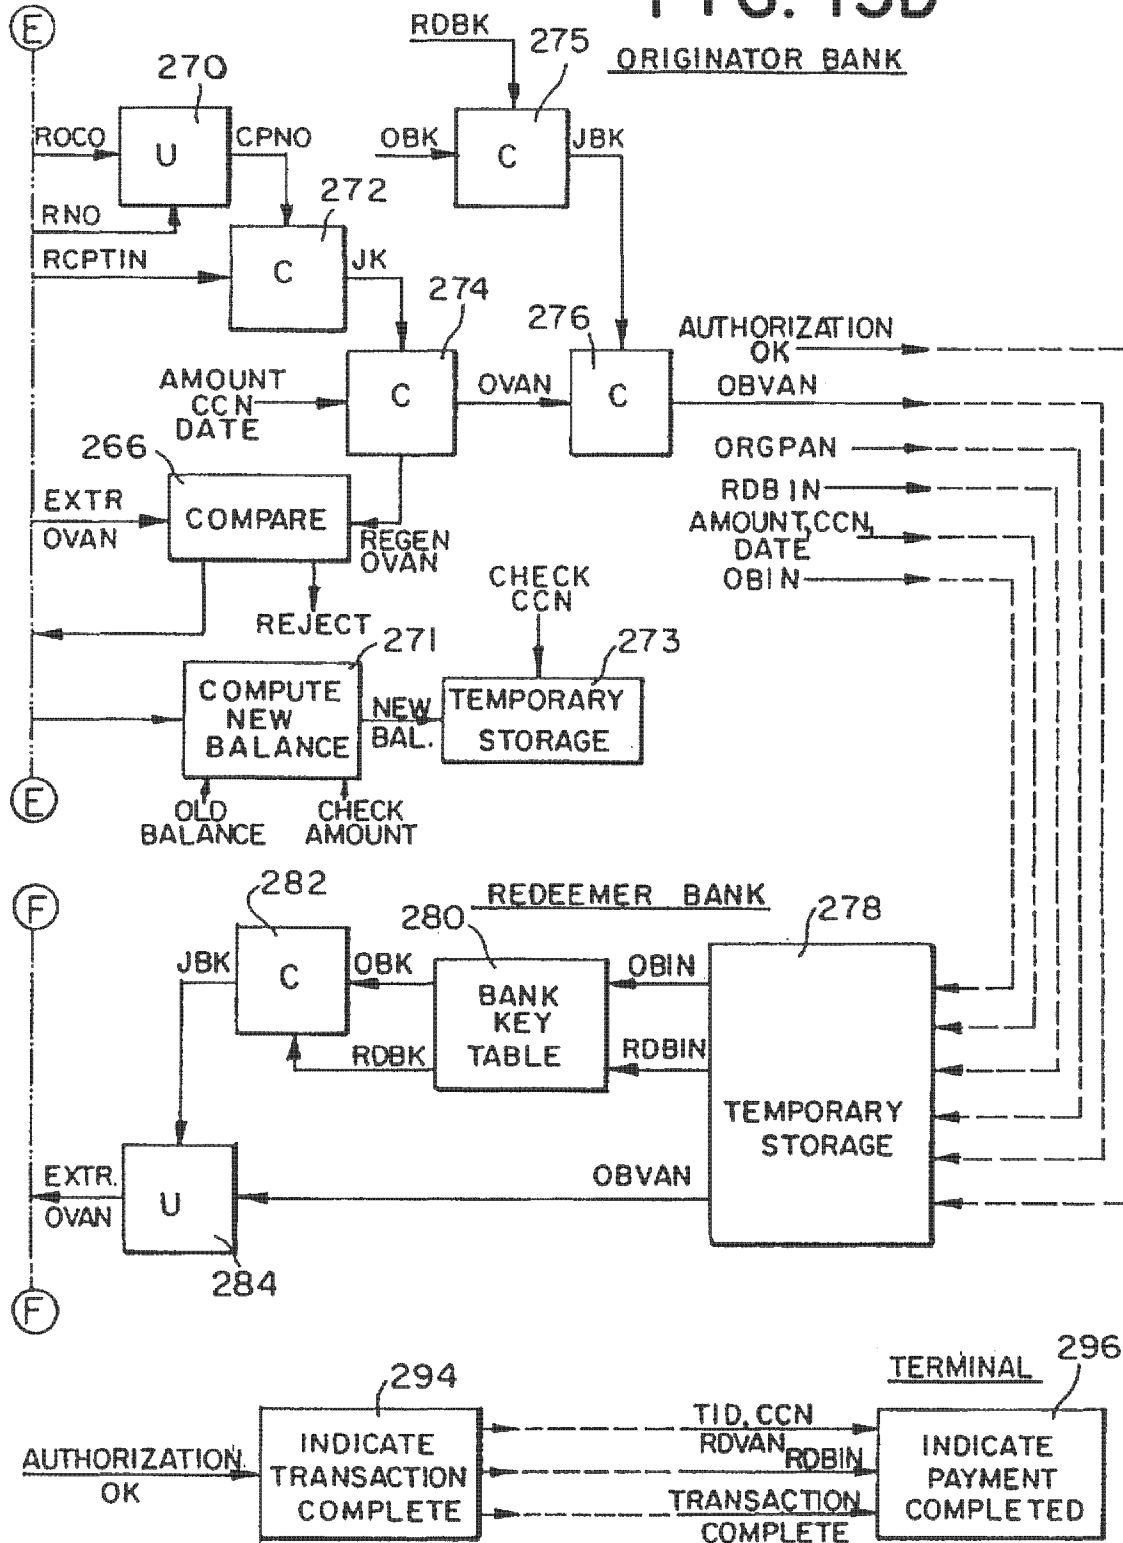 FIG. 13D
E
RDBK
275
ORIGINATOR BANK
270
ROCO
U
CPNO
OBK
C
JBK
272
RNO
RCPTIN
C
JK
274
276
AUTHORIZATION
OK
AMOUNT
CCN
DATE
C
OVAN
C
OBVAN
266
ORGPAN
EXTR
OVAN
COMPARE
REGEN
OVAN
RDBIN
AMOUNT, CCN,
DATE
OBIN
CHECK
CCN
REJECT
271
273
COMPUTE
NEW
BALANCE
NEW
BAL.
TEMPORARY
STORAGE
E
OLD
BALANCE
CHECK
AMOUNT
F
282
REDEEMER BANK
280
278
JBK
C
OBK
BANK
KEY
TABLE
OBIN
RDBK
RDBIN
TEMPORARY
STORAGE
EXTR.
OVAN
U
OBVAN
284
F
294
TERMINAL
296
AUTHORIZATION
OK
INDICATE
TRANSACTION
COMPLETE
TID, CCN
RDVAN
RDBIN
TRANSACTION
COMPLETE
INDICATE
PAYMENT
COMPLETED